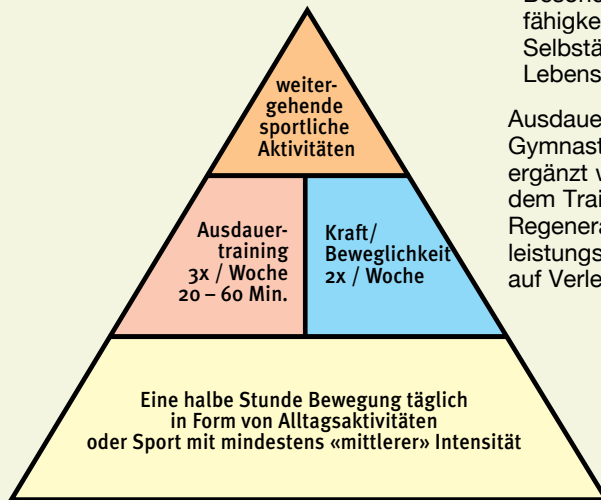 weiter-
gehende
sportliche
Aktivitäten
Ausdauer-
training
3x / Woche
20 – 60 Min.
Kraft/
Beweglichkeit
2x / Woche
Eine halbe Stunde Bewegung täglich
in Form von Alltagsaktivitäten
oder Sport mit mindestens «mittlerer» Intensität
fähigke
Selbstä
Lebens
Ausdaue
Gymnast
ergänzt w
dem Trai
Regenera
leistungs
auf Verle